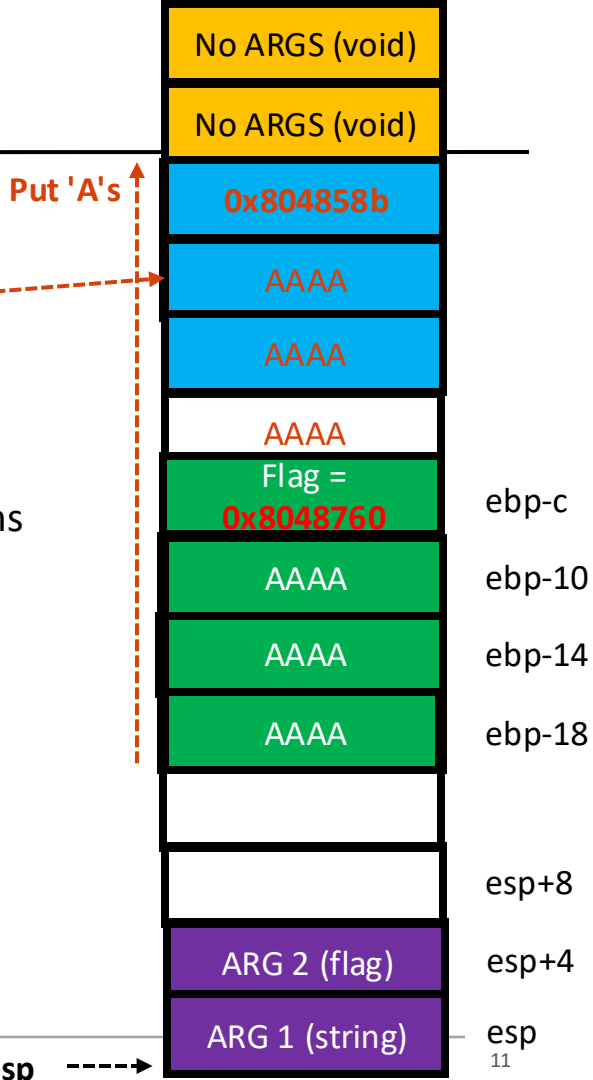 No ARGS (void)
No ARGS (void)
Put 'A's
0x804858b
AAAA
AAAA
AAAA
Flag =
0x8048760
ns
ebp-c
AAAA
ebp-10
AAAA
ebp-14
AAAA
ebp-18
esp+8
ARG 2 (flag)
esp+4
ARG 1 (string)
esp
11
sp